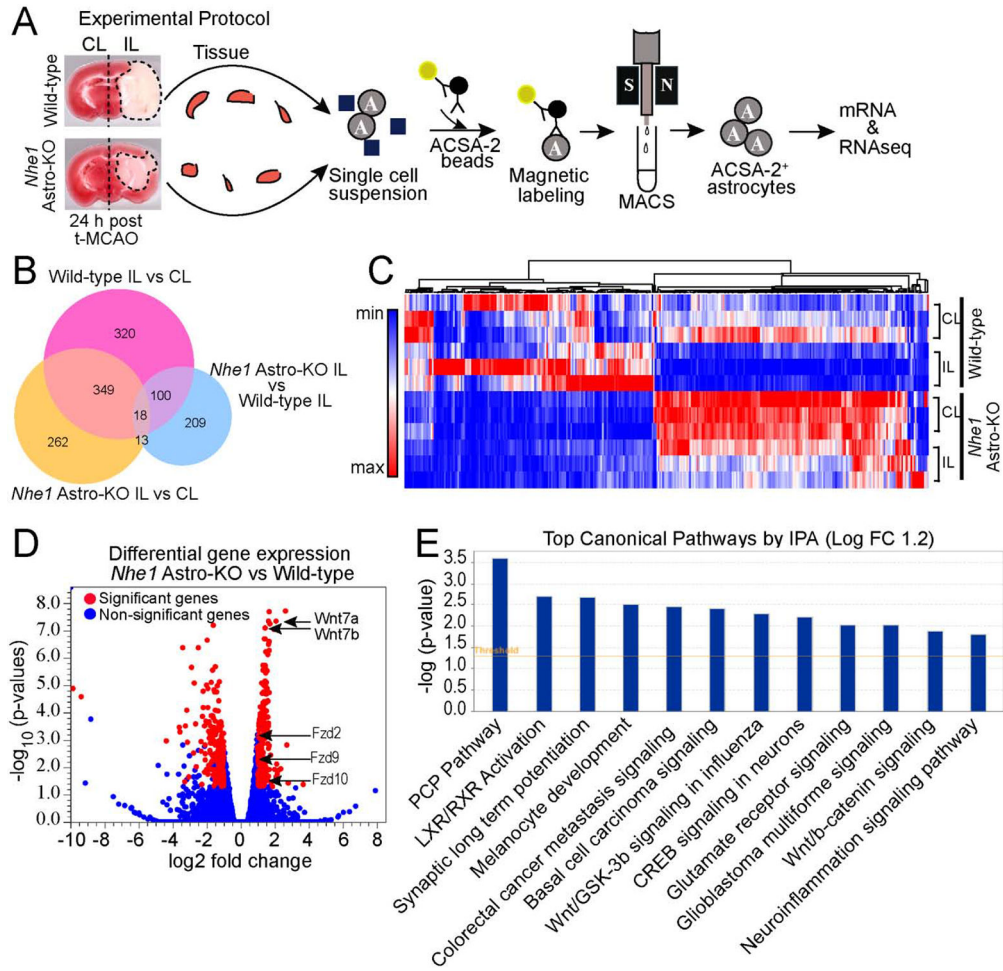 A
Experimental Protocol
CL
IL
Wild-type
Nhe1
Astro-KO
24 h post
t-MCAO
Tissue
A
A
Single cell
suspension
ACSA-2
beads
A
Magnetic
labeling
S
N
MACS
A
A
A
ACSA-2+
astrocytes
mRNA
&
RNAseq
B
Wild-type IL vs CL
320
349
100
18
13
262
209
Nhe1 Astro-KO IL
vs
Wild-type IL
Nhe1 Astro-KO IL vs CL
C
min
max
CL
IL
Wild-type
CL
IL
Nhe1
Astro-KO
D
Differential gene expression
Nhe1 Astro-KO vs Wild-type
Significant genes
Non-significant genes
Wnt7a
Wnt7b
Fzd2
Fzd9
Fzd10
-log10 (p-values)
8.0
7.0
6.0
5.0
4.0
3.0
2.0
1.0
0.0
-10
-8
-6
-4
-2
0
2
4
6
8
log2 fold change
E
Top Canonical Pathways by IPA (Log FC 1.2)
-log (p-value)
3.5
3.0
2.5
2.0
1.5
1.0
0.5
0.0
Threshold
PCP Pathway
LXR/RXR Activation
Synaptic long term potentiation
Melanocyte development
Colorectal cancer metastasis signaling
Basal cell carcinoma signaling
Wnt/GSK-3b signaling in influenza
CREB signaling in neurons
Glutamate receptor signaling
Glioblastoma multiforme signaling
Wnt/b-catenin signaling
Neuroinflammation signaling pathway